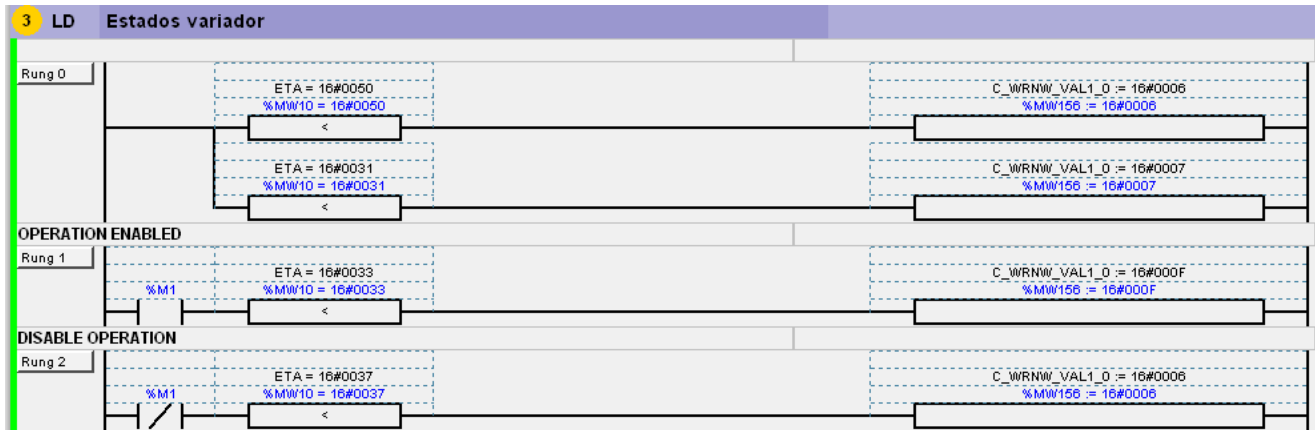 3 LD Estados variador
Rung 0
ETA = 16#0050
C_WRNW_VAL1_0 := 16#0006
%MW10 = 16#0050
%MW156 := 16#0006
<
ETA = 16#0031
C_WRNW_VAL1_0 := 16#0007
%MW10 = 16#0031
%MW156 := 16#0007
<
OPERATION ENABLED
Rung 1
ETA = 16#0033
C_WRNW_VAL1_0 := 16#000F
%M1
%MW10 = 16#0033
%MW156 := 16#000F
<
DISABLE OPERATION
Rung 2
ETA = 16#0037
C_WRNW_VAL1_0 := 16#0006
%M1
%MW10 = 16#0037
%MW156 := 16#0006
<